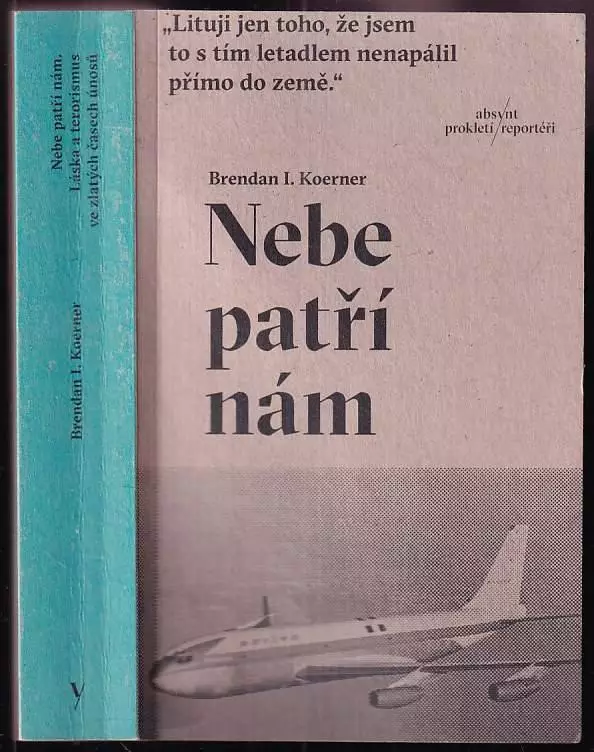 „Lituji jen toho, že jsem
to s tím letadlem nenapálil
přímo do země.“
absynt
prokletí reportéři
Brendan I. Koerner
Nebe
patří
nám
Nebe patří nám.
Láska a terorismus
ve zlatých časech únosů
Brendan I. Koerner